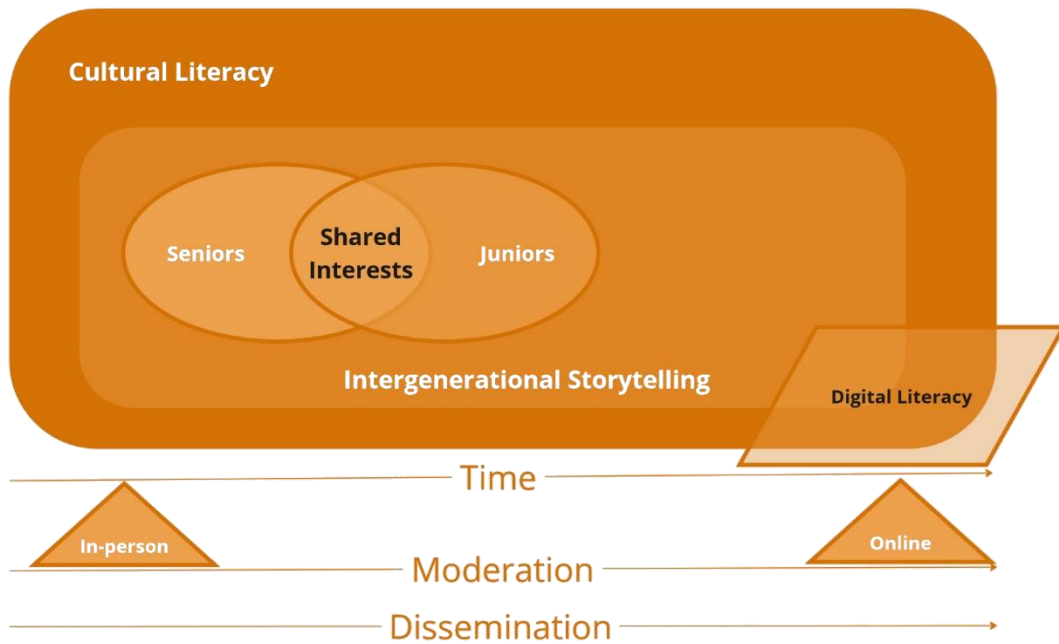 Cultural Literacy
Seniors
Shared
Interests
Juniors
Intergenerational Storytelling
Digital Literacy
Time
In-person
Online
Moderation
Dissemination